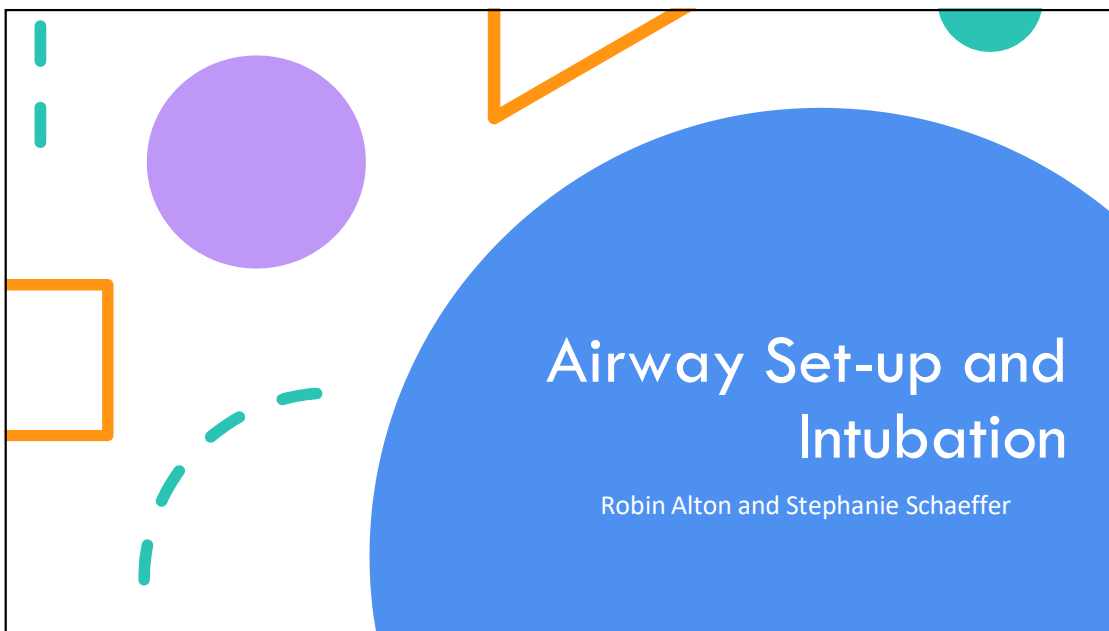 Airway Set-up and
Intubation
Robin Alton and Stephanie Schaeffer